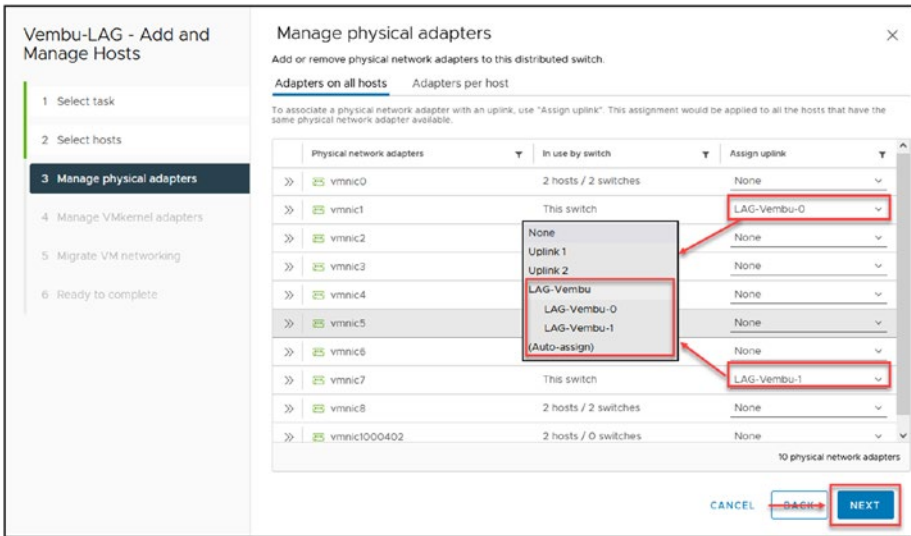 Vembu-LAG - Add and
Manage Hosts
1 Select task
2 Select hosts
3 Manage physical adapters
4 Manage VMkernel adapters
5 Migrate VM networking
6 Ready to complete
Manage physical adapters
Add or remove physical network adapters to this distributed switch.
Adapters on all hosts Adapters per host
To associate a physical network adapter with an uplink, use "Assign uplink". This assignment would be applied to all the hosts that have the
same physical network adapter available.
Physical network adapters In use by switch Assign uplink
vmnic0 2 hosts / 2 switches None
vmnic1 This switch LAG-Vembu-0
vmnic2 None
vmnic3 None
vmnic4 None
vmnic5 None
vmnic6 None
vmnic7 This switch LAG-Vembu-1
vmnic8 2 hosts / 2 switches None
vmnic1000402 2 hosts / 0 switches None
None
Uplink 1
Uplink 2
LAG-Vembu
LAG-Vembu-0
LAG-Vembu-1
(Auto-assign)
10 physical network adapters
CANCEL BACK NEXT